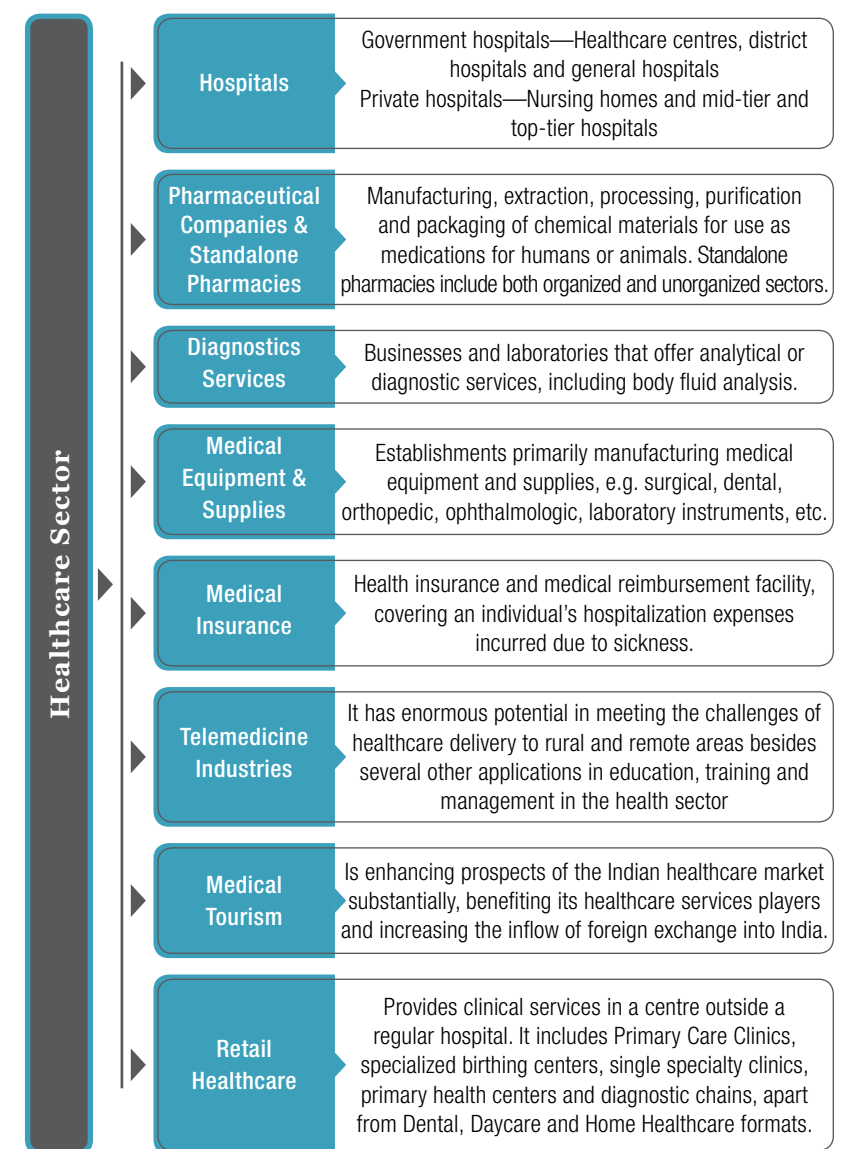 Healthcare Sector
Hospitals
Government hospitals—Healthcare centres, district
hospitals and general hospitals
Private hospitals—Nursing homes and mid-tier and
top-tier hospitals
Pharmaceutical
Companies &
Standalone
Pharmacies
Manufacturing, extraction, processing, purification
and packaging of chemical materials for use as
medications for humans or animals. Standalone
pharmacies include both organized and unorganized sectors.
Diagnostics
Services
Businesses and laboratories that offer analytical or
diagnostic services, including body fluid analysis.
Medical
Equipment &
Supplies
Establishments primarily manufacturing medical
equipment and supplies, e.g. surgical, dental,
orthopedic, ophthalmologic, laboratory instruments, etc.
Medical
Insurance
Health insurance and medical reimbursement facility,
covering an individual's hospitalization expenses
incurred due to sickness.
Telemedicine
Industries
It has enormous potential in meeting the challenges of
healthcare delivery to rural and remote areas besides
several other applications in education, training and
management in the health sector
Medical
Tourism
Is enhancing prospects of the Indian healthcare market
substantially, benefiting its healthcare services players
and increasing the inflow of foreign exchange into India.
Retail
Healthcare
Provides clinical services in a centre outside a
regular hospital. It includes Primary Care Clinics,
specialized birthing centers, single specialty clinics,
primary health centers and diagnostic chains, apart
from Dental, Daycare and Home Healthcare formats.